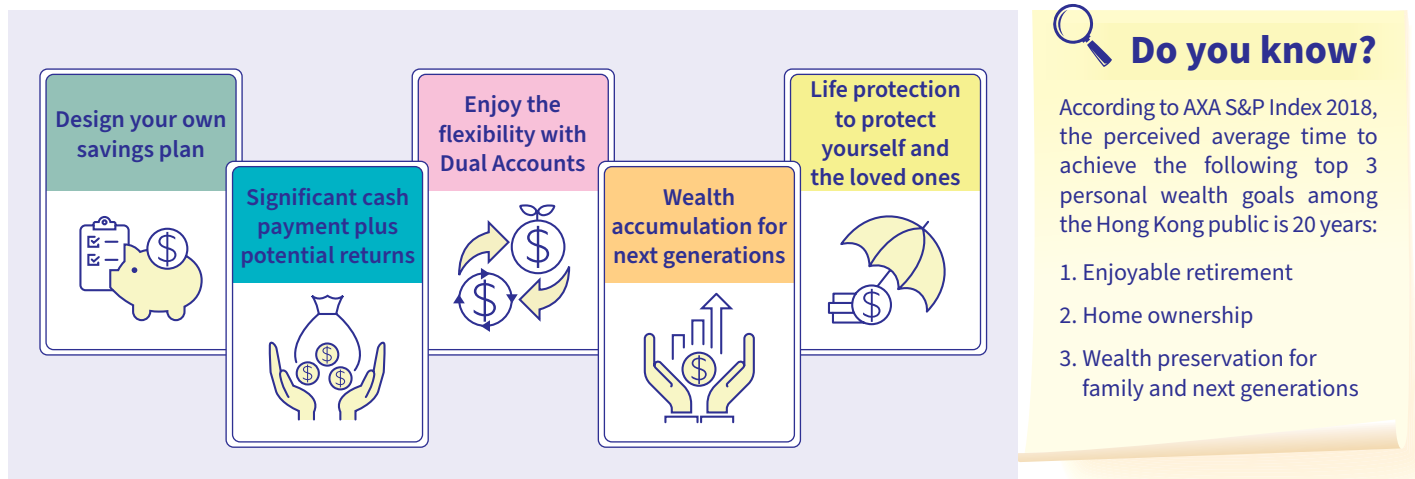 Design your own
savings plan
Significant cash
payment plus
potential returns
Enjoy the
flexibility with
Dual Accounts
Wealth
accumulation for
next generations
Life protection
to protect
yourself and
the loved ones
$
$
$
$
$
$
$
$
Do you know?
According to AXA S&P Index 2018,
the perceived average time to
achieve the following top 3
personal wealth goals among
the Hong Kong public is 20 years:
1. Enjoyable retirement
2. Home ownership
3. Wealth preservation for
family and next generations